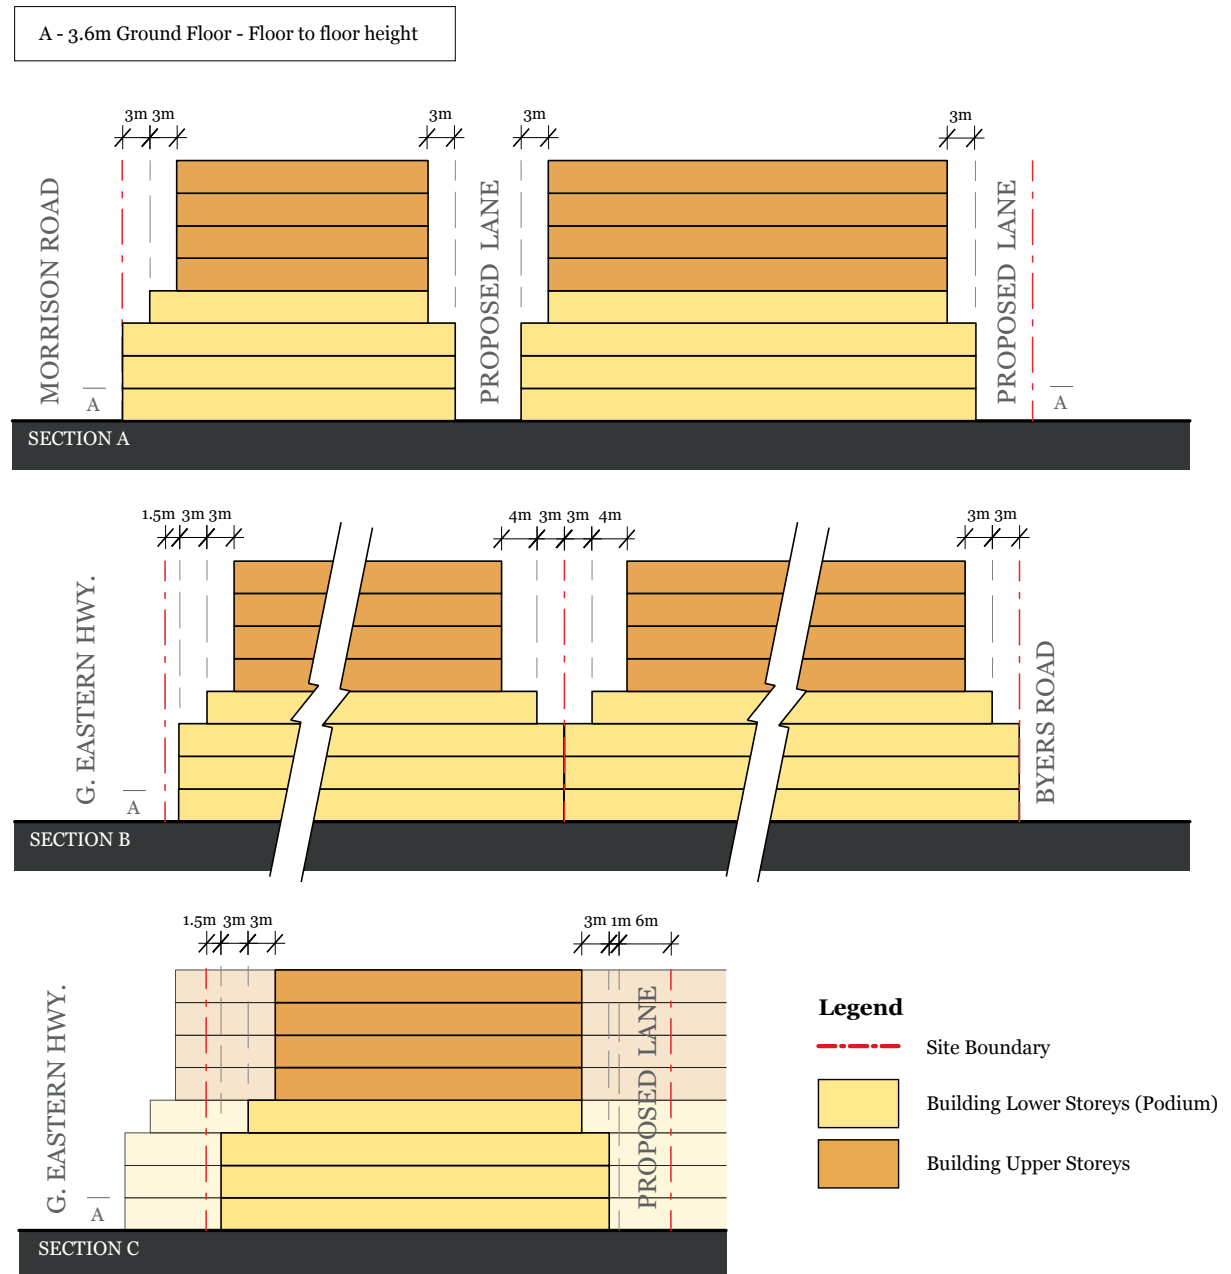 A - 3.6m Ground Floor - Floor to floor height
3m 3m 3m 3m 3m
MORRISON ROAD
PROPOSED LANE
PROPOSED LANE
A
A
SECTION A
1.5m 3m 3m 4m 3m 3m 4m 3m 3m
G. EASTERN HWY.
BYERS ROAD
A
SECTION B
1.5m 3m 3m 3m 1m 6m
G. EASTERN HWY.
PROPOSED LANE
A
SECTION C
Legend
Site Boundary
Building Lower Storeys (Podium)
Building Upper Storeys